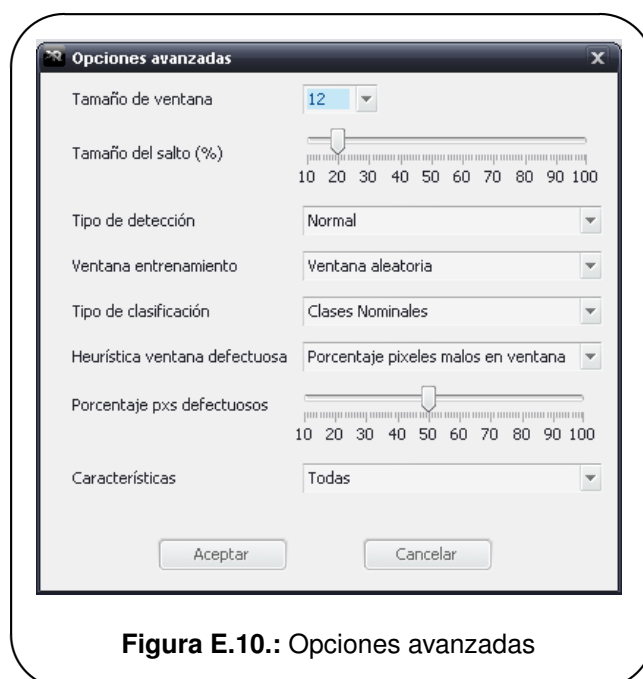 Opciones avanzadas
Tamaño de ventana 12
Tamaño del salto (%)
10 20 30 40 50 60 70 80 90 100
Tipo de detección Normal
Ventana entrenamiento Ventana aleatoria
Tipo de clasificación Clases Nominales
Heurística ventana defectuosa Porcentaje pixeles malos en ventana
Porcentaje pxs defectuosos
10 20 30 40 50 60 70 80 90 100
Características Todas
Aceptar Cancelar
Figura E.10.: Opciones avanzadas